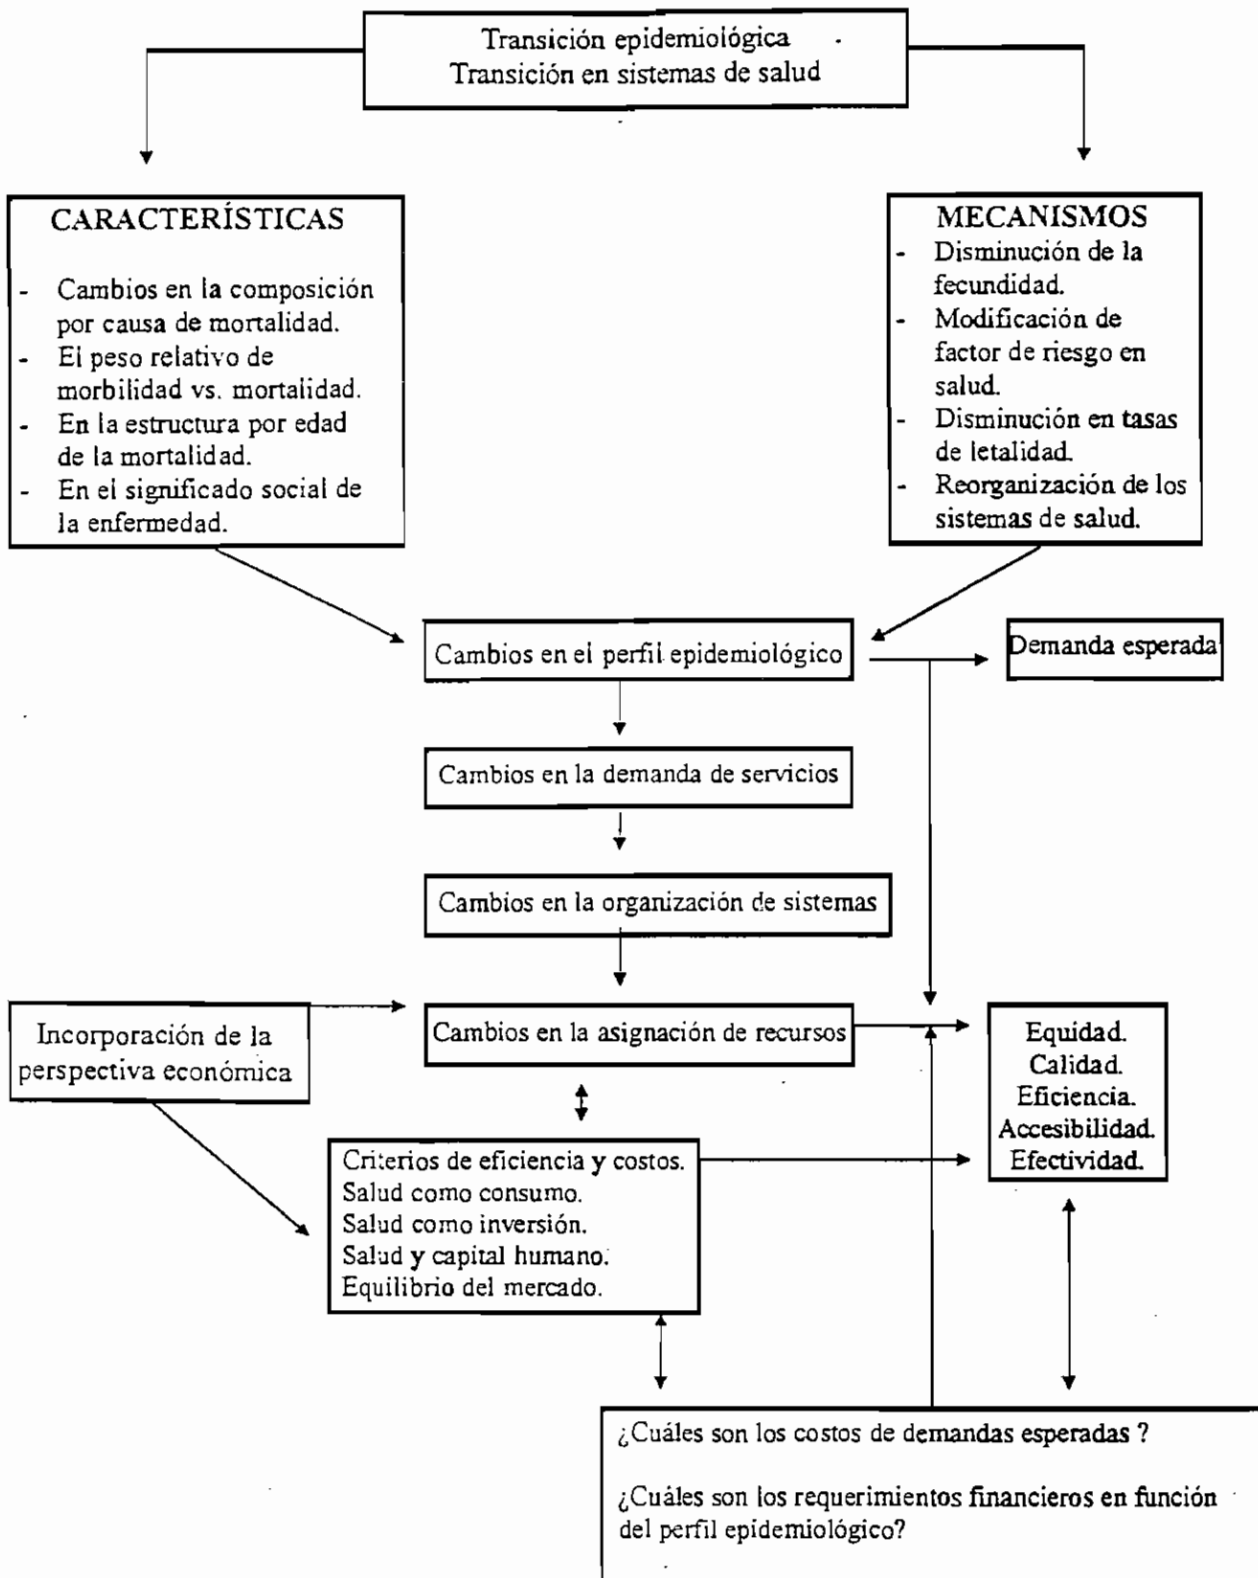 Transición epidemiológica
Transición en sistemas de salud
CARACTERÍSTICAS
- Cambios en la composición
por causa de mortalidad.
- El peso relativo de
morbilidad vs. mortalidad.
- En la estructura por edad
de la mortalidad.
- En el significado social de
la enfermedad.
MECANISMOS
- Disminución de la
fecundidad.
- Modificación de
factor de riesgo en
salud.
- Disminución en tasas
de letalidad.
- Reorganización de los
sistemas de salud.
Cambios en el perfil epidemiológico
Demanda esperada
Cambios en la demanda de servicios
Cambios en la organización de sistemas
Incorporación de la
perspectiva económica
Cambios en la asignación de recursos
Equidad.
Calidad.
Eficiencia.
Accesibilidad.
Efectividad.
Criterios de eficiencia y costos.
Salud como consumo.
Salud como inversión.
Salud y capital humano.
Equilibrio del mercado.
¿Cuáles son los costos de demandas esperadas ?
¿Cuáles son los requerimientos financieros en función
del perfil epidemiológico?